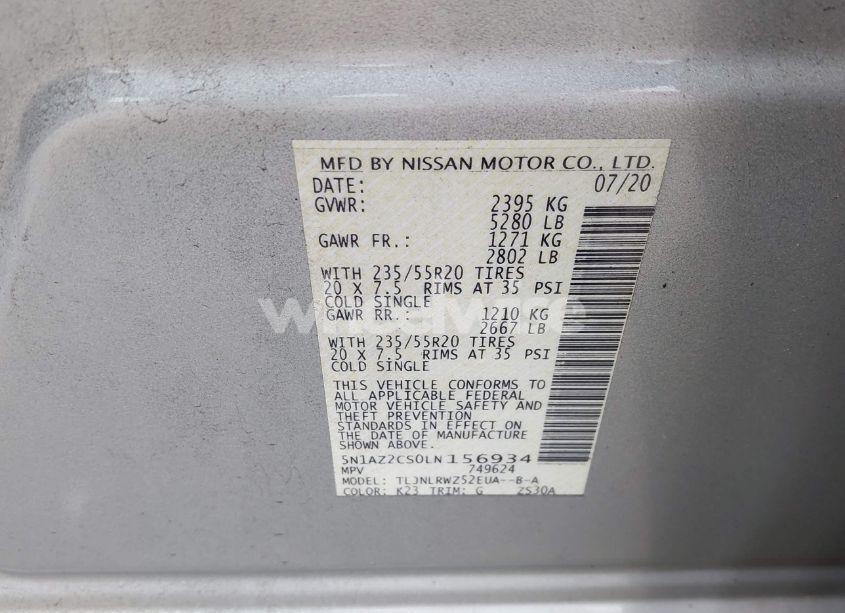 MFD BY NISSAN MOTOR CO., LTD.
DATE: 07/20
GVWR: 2395 KG
5280 LB
GAWR FR.: 1271 KG
2802 LB
WITH 235/55R20 TIRES
20 X 7.5 RIMS AT 35 PSI
COLD SINGLE
GAWR RR.: 1210 KG
2667 LB
WITH 235/55R20 TIRES
20 X 7.5 RIMS AT 35 PSI
COLD SINGLE
THIS VEHICLE CONFORMS TO
ALL APPLICABLE FEDERAL
MOTOR VEHICLE SAFETY AND
THEFT PREVENTION
STANDARDS IN EFFECT ON
THE DATE OF MANUFACTURE
SHOWN ABOVE.
5N1AZ2CS0LN156934
MPV 749624
MODEL: TLJNLRWZ52EUA--B-A
COLOR: K23 TRIM: G ZS30A